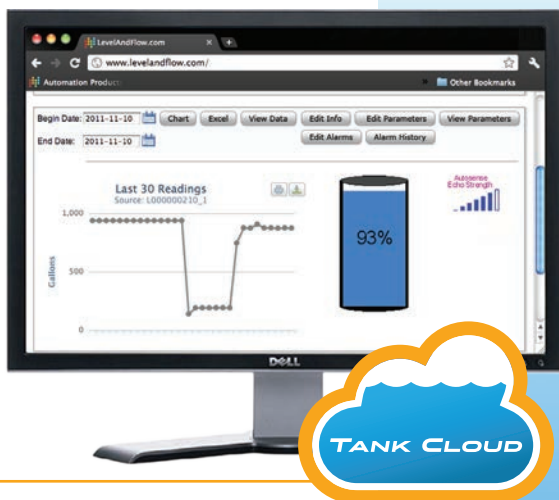 LevelAndFlow.com
www.levelandflow.com/
Automation Produc
Other Bookmarks
Begin Date: 2011-11-10 Chart Excel View Data Edit Info Edit Parameters View Parameters
End Date: 2011-11-10 Edit Alarms Alarm History
Last 30 Readings
Source: L000000210_1
Autosense
Echo Strength
1,000
93%
Gallons
500
0
DELL
TANK CLOUD